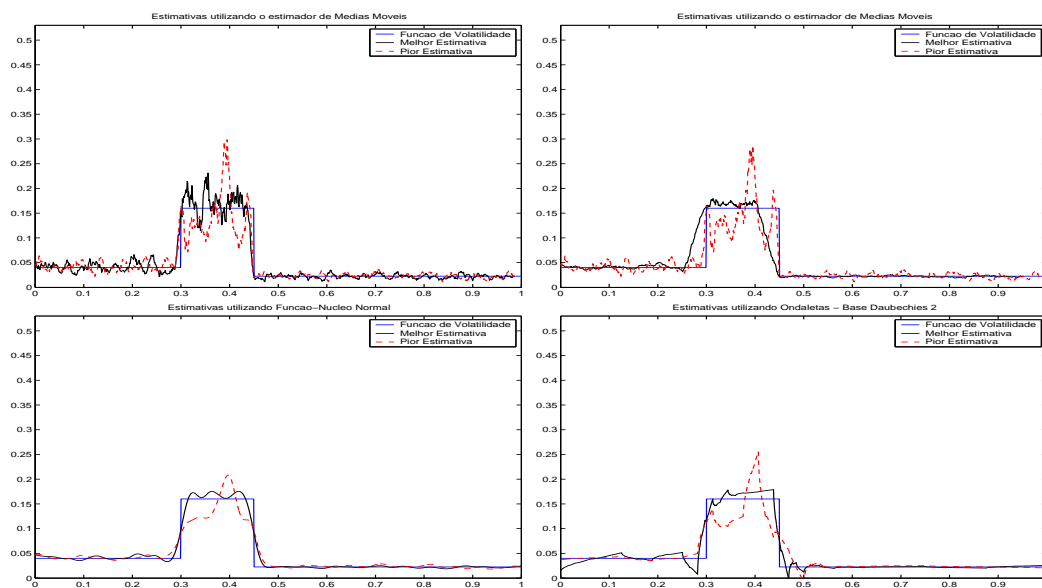 Estimativas utilizando o estimador de Medias Moveis
Funcao de Volatilidade
Melhor Estimativa
Pior Estimativa
0.5
0.45
0.4
0.35
0.3
0.25
0.2
0.15
0.1
0.05
0
0 0.1 0.2 0.3 0.4 0.5 0.6 0.7 0.8 0.9 1
Estimativas utilizando o estimador de Medias Moveis
Funcao de Volatilidade
Melhor Estimativa
Pior Estimativa
0.5
0.45
0.4
0.35
0.3
0.25
0.2
0.15
0.1
0.05
0
0 0.1 0.2 0.3 0.4 0.5 0.6 0.7 0.8 0.9
Estimativas utilizando Funcao−Nucleo Normal
Funcao de Volatilidade
Melhor Estimativa
Pior Estimativa
0.5
0.45
0.4
0.35
0.3
0.25
0.2
0.15
0.1
0.05
0
0 0.1 0.2 0.3 0.4 0.5 0.6 0.7 0.8 0.9 1
Estimativas utilizando Ondaletas − Base Daubechies 2
Funcao de Volatilidade
Melhor Estimativa
Pior Estimativa
0.5
0.45
0.4
0.35
0.3
0.25
0.2
0.15
0.1
0.05
0
0 0.1 0.2 0.3 0.4 0.5 0.6 0.7 0.8 0.9